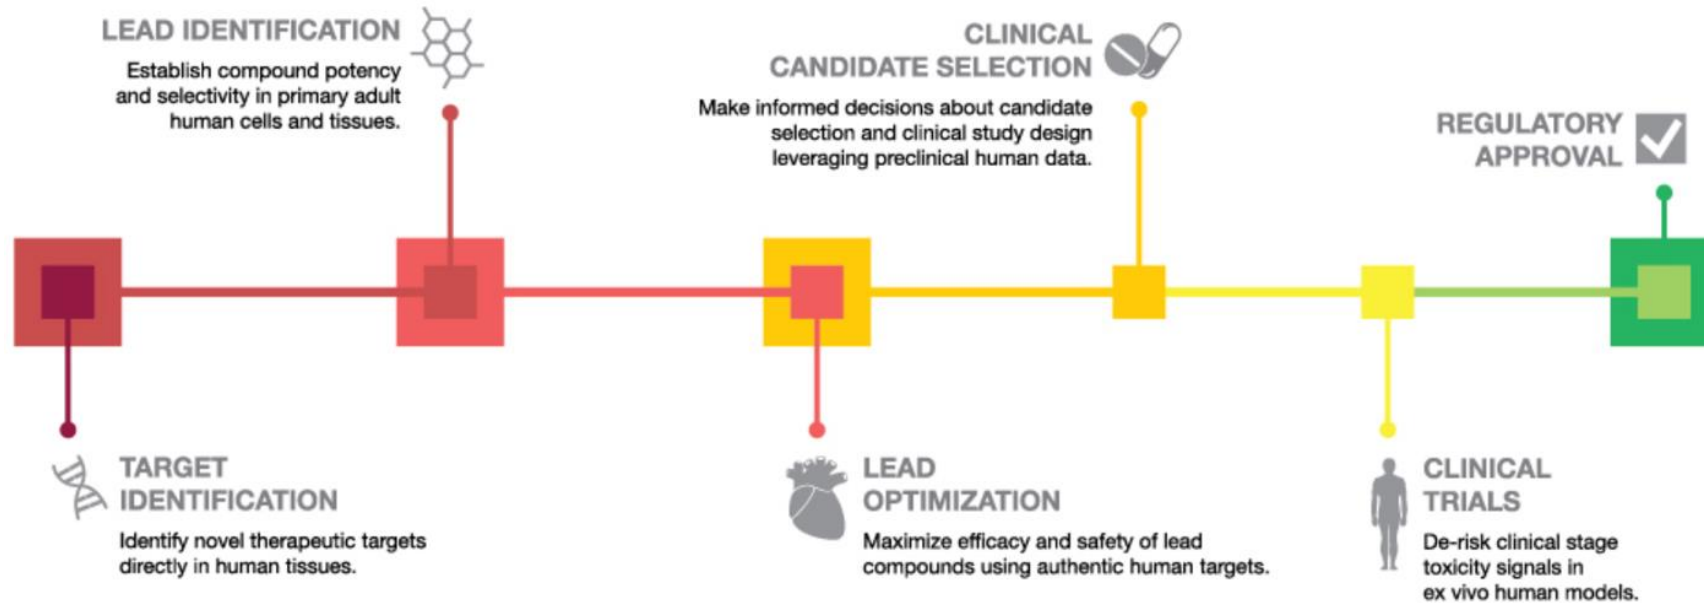 LEAD IDENTIFICATION
Establish compound potency
and selectivity in primary adult
human cells and tissues.
CLINICAL
CANDIDATE SELECTION
Make informed decisions about candidate
selection and clinical study design
leveraging preclinical human data.
REGULATORY
APPROVAL
TARGET
IDENTIFICATION
Identify novel therapeutic targets
directly in human tissues.
LEAD
OPTIMIZATION
Maximize efficacy and safety of lead
compounds using authentic human targets.
CLINICAL
TRIALS
De-risk clinical stage
toxicity signals in
ex vivo human models.